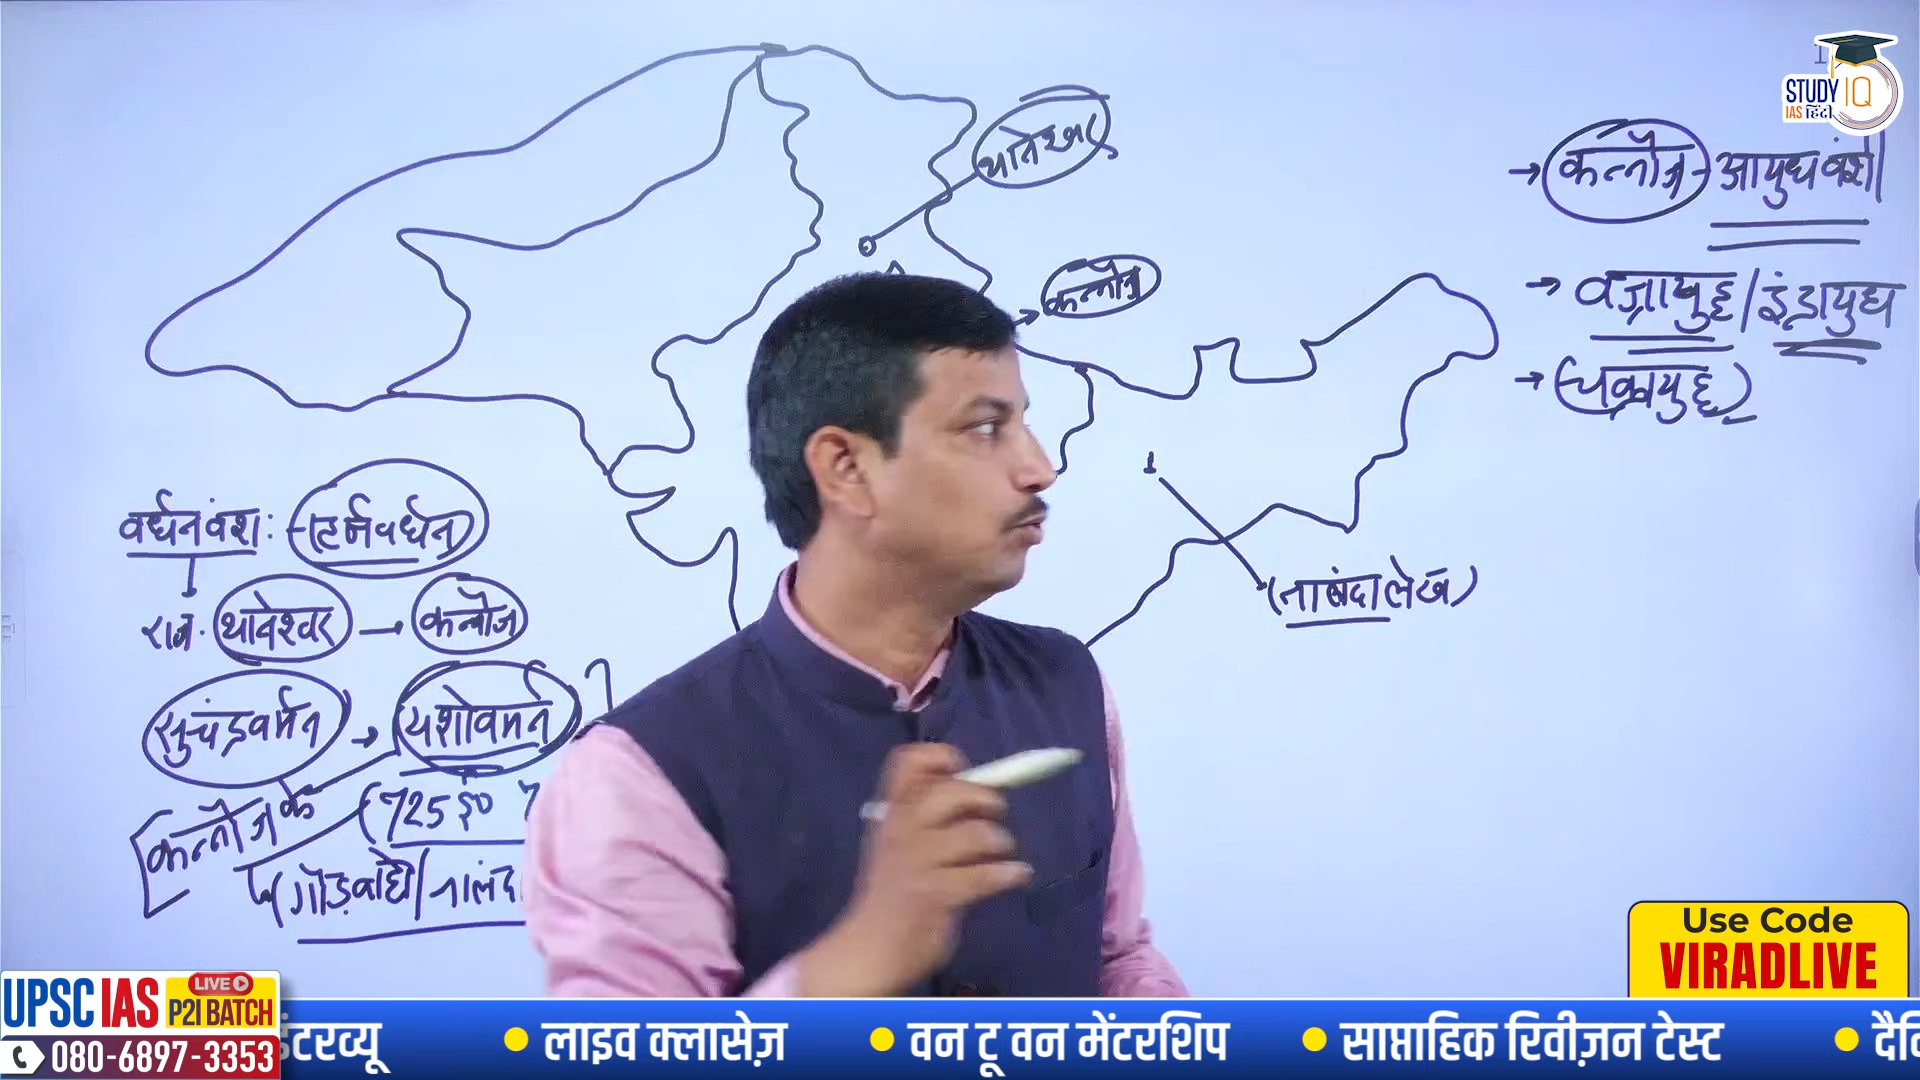 STUDY IQ
IAS हिंदी
थानेश्वर
→ कन्नौज - आयुध वंश
→ कन्नौज
→ वज्रायुद्ध / इंद्रायुध
→ (चक्रायुद्ध)
वर्धन वंश : - हर्षवर्धन
(नालंदा लेख)
राज. थानेश्वर → कन्नौज
सुचंद्रवर्मन → यशोवर्मन
कन्नौज के
(725 ई०
(गौडवाहो / नालंदा
Use Code
VIRADLIVE
UPSC IAS LIVE P2I BATCH
080-6897-3353
इंटरव्यू • लाइव क्लासेज़ • वन टू वन मेंटरशिप • साप्ताहिक रिवीज़न टेस्ट •